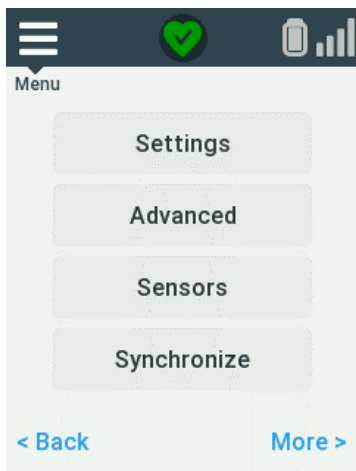 Menu
Settings
Advanced
Sensors
Synchronize
< Back More >